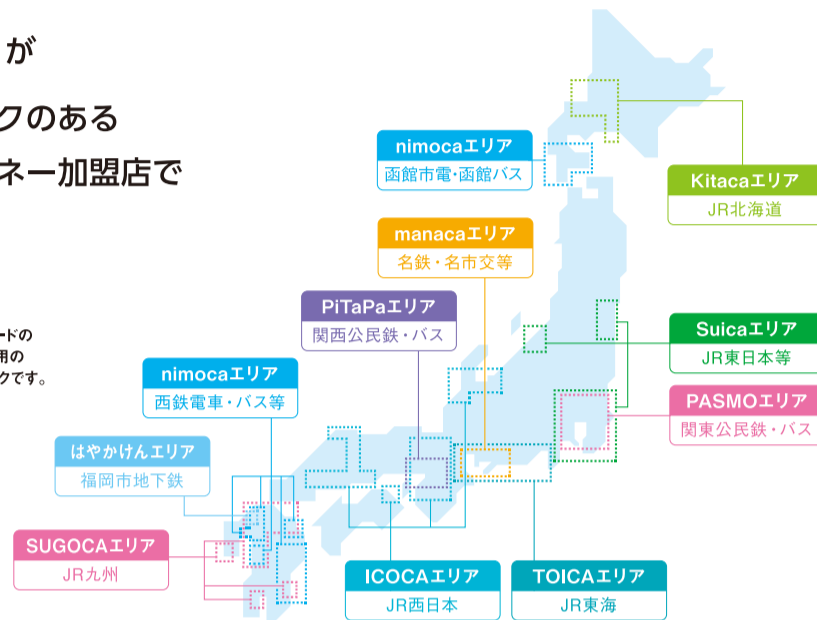 が
クのある
ネー加盟店で
ードの
用の
クです。
nimocaエリア
函館市電・函館バス
Kitacaエリア
JR北海道
manacaエリア
名鉄・名市交等
PiTaPaエリア
関西公民鉄・バス
Suicaエリア
JR東日本等
nimocaエリア
西鉄電車・バス等
PASMOエリア
関東公民鉄・バス
はやかけんエリア
福岡市地下鉄
SUGOCAエリア
JR九州
ICOCAエリア
JR西日本
TOICAエリア
JR東海